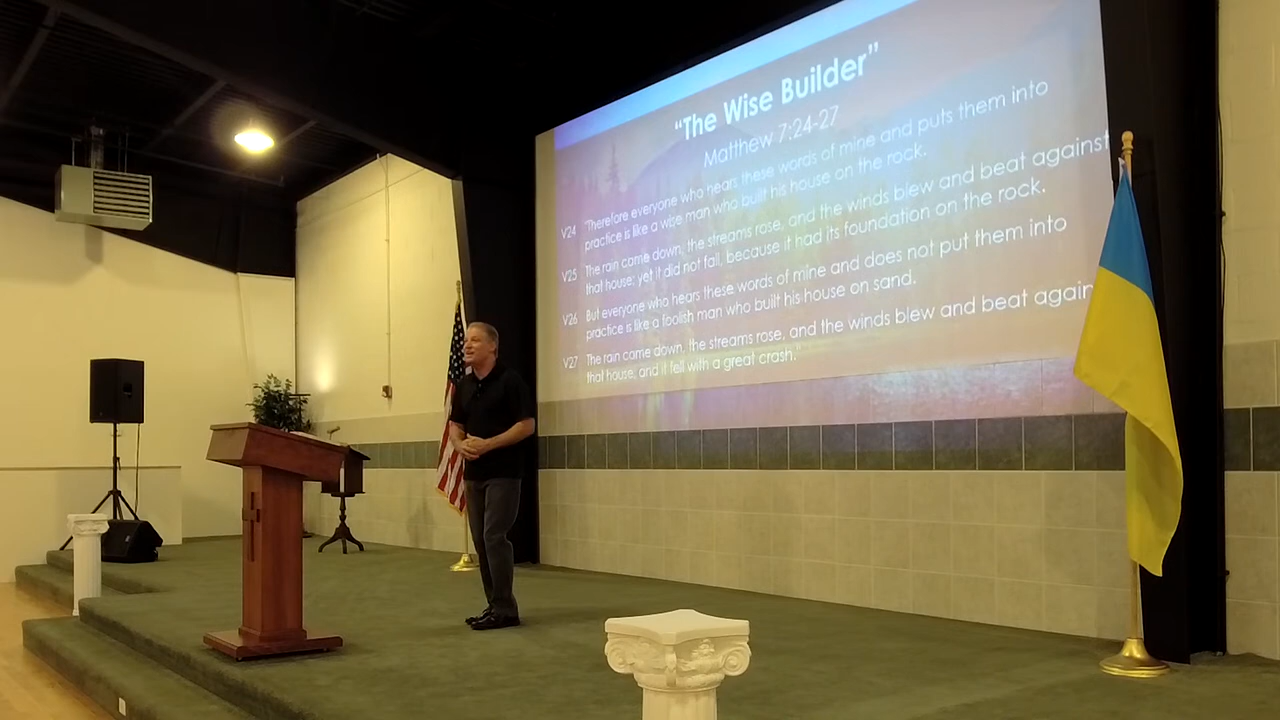 “The Wise Builder”
Matthew 7:24-27
V24 “Therefore everyone who hears these words of mine and puts them into
practice is like a wise man who built his house on the rock.
V25 The rain came down, the streams rose, and the winds blew and beat against
that house; yet it did not fall, because it had its foundation on the rock.
V26 But everyone who hears these words of mine and does not put them into
practice is like a foolish man who built his house on sand.
V27 The rain came down, the streams rose, and the winds blew and beat again
that house, and it fell with a great crash.”